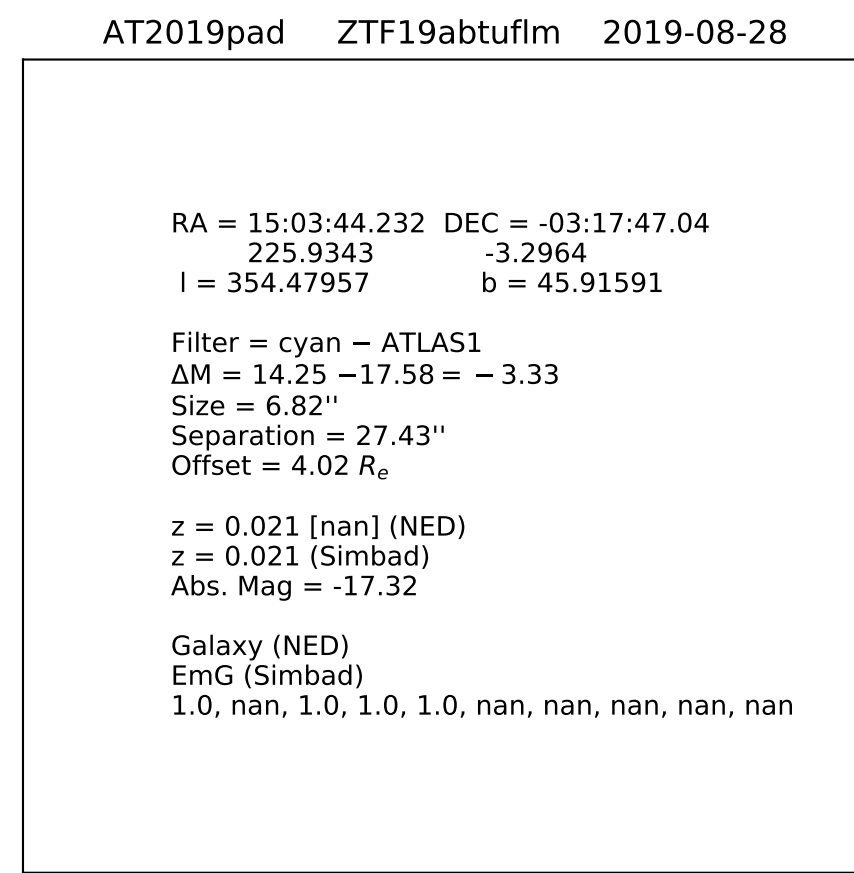 AT2019pad ZTF19abtuflm 2019-08-28
RA = 15:03:44.232 DEC = -03:17:47.04
225.9343 -3.2964
l = 354.47957 b = 45.91591
Filter = cyan − ATLAS1
ΔM = 14.25 −17.58 = − 3.33
Size = 6.82''
Separation = 27.43''
Offset = 4.02 Rₑ
z = 0.021 [nan] (NED)
z = 0.021 (Simbad)
Abs. Mag = -17.32
Galaxy (NED)
EmG (Simbad)
1.0, nan, 1.0, 1.0, 1.0, nan, nan, nan, nan, nan